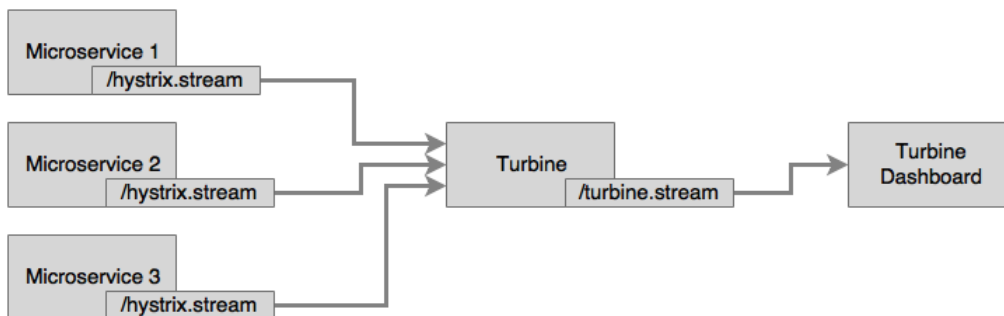 Microservice 1
/hystrix.stream
Microservice 2
/hystrix.stream
Turbine
/turbine.stream
Turbine
Dashboard
Microservice 3
/hystrix.stream